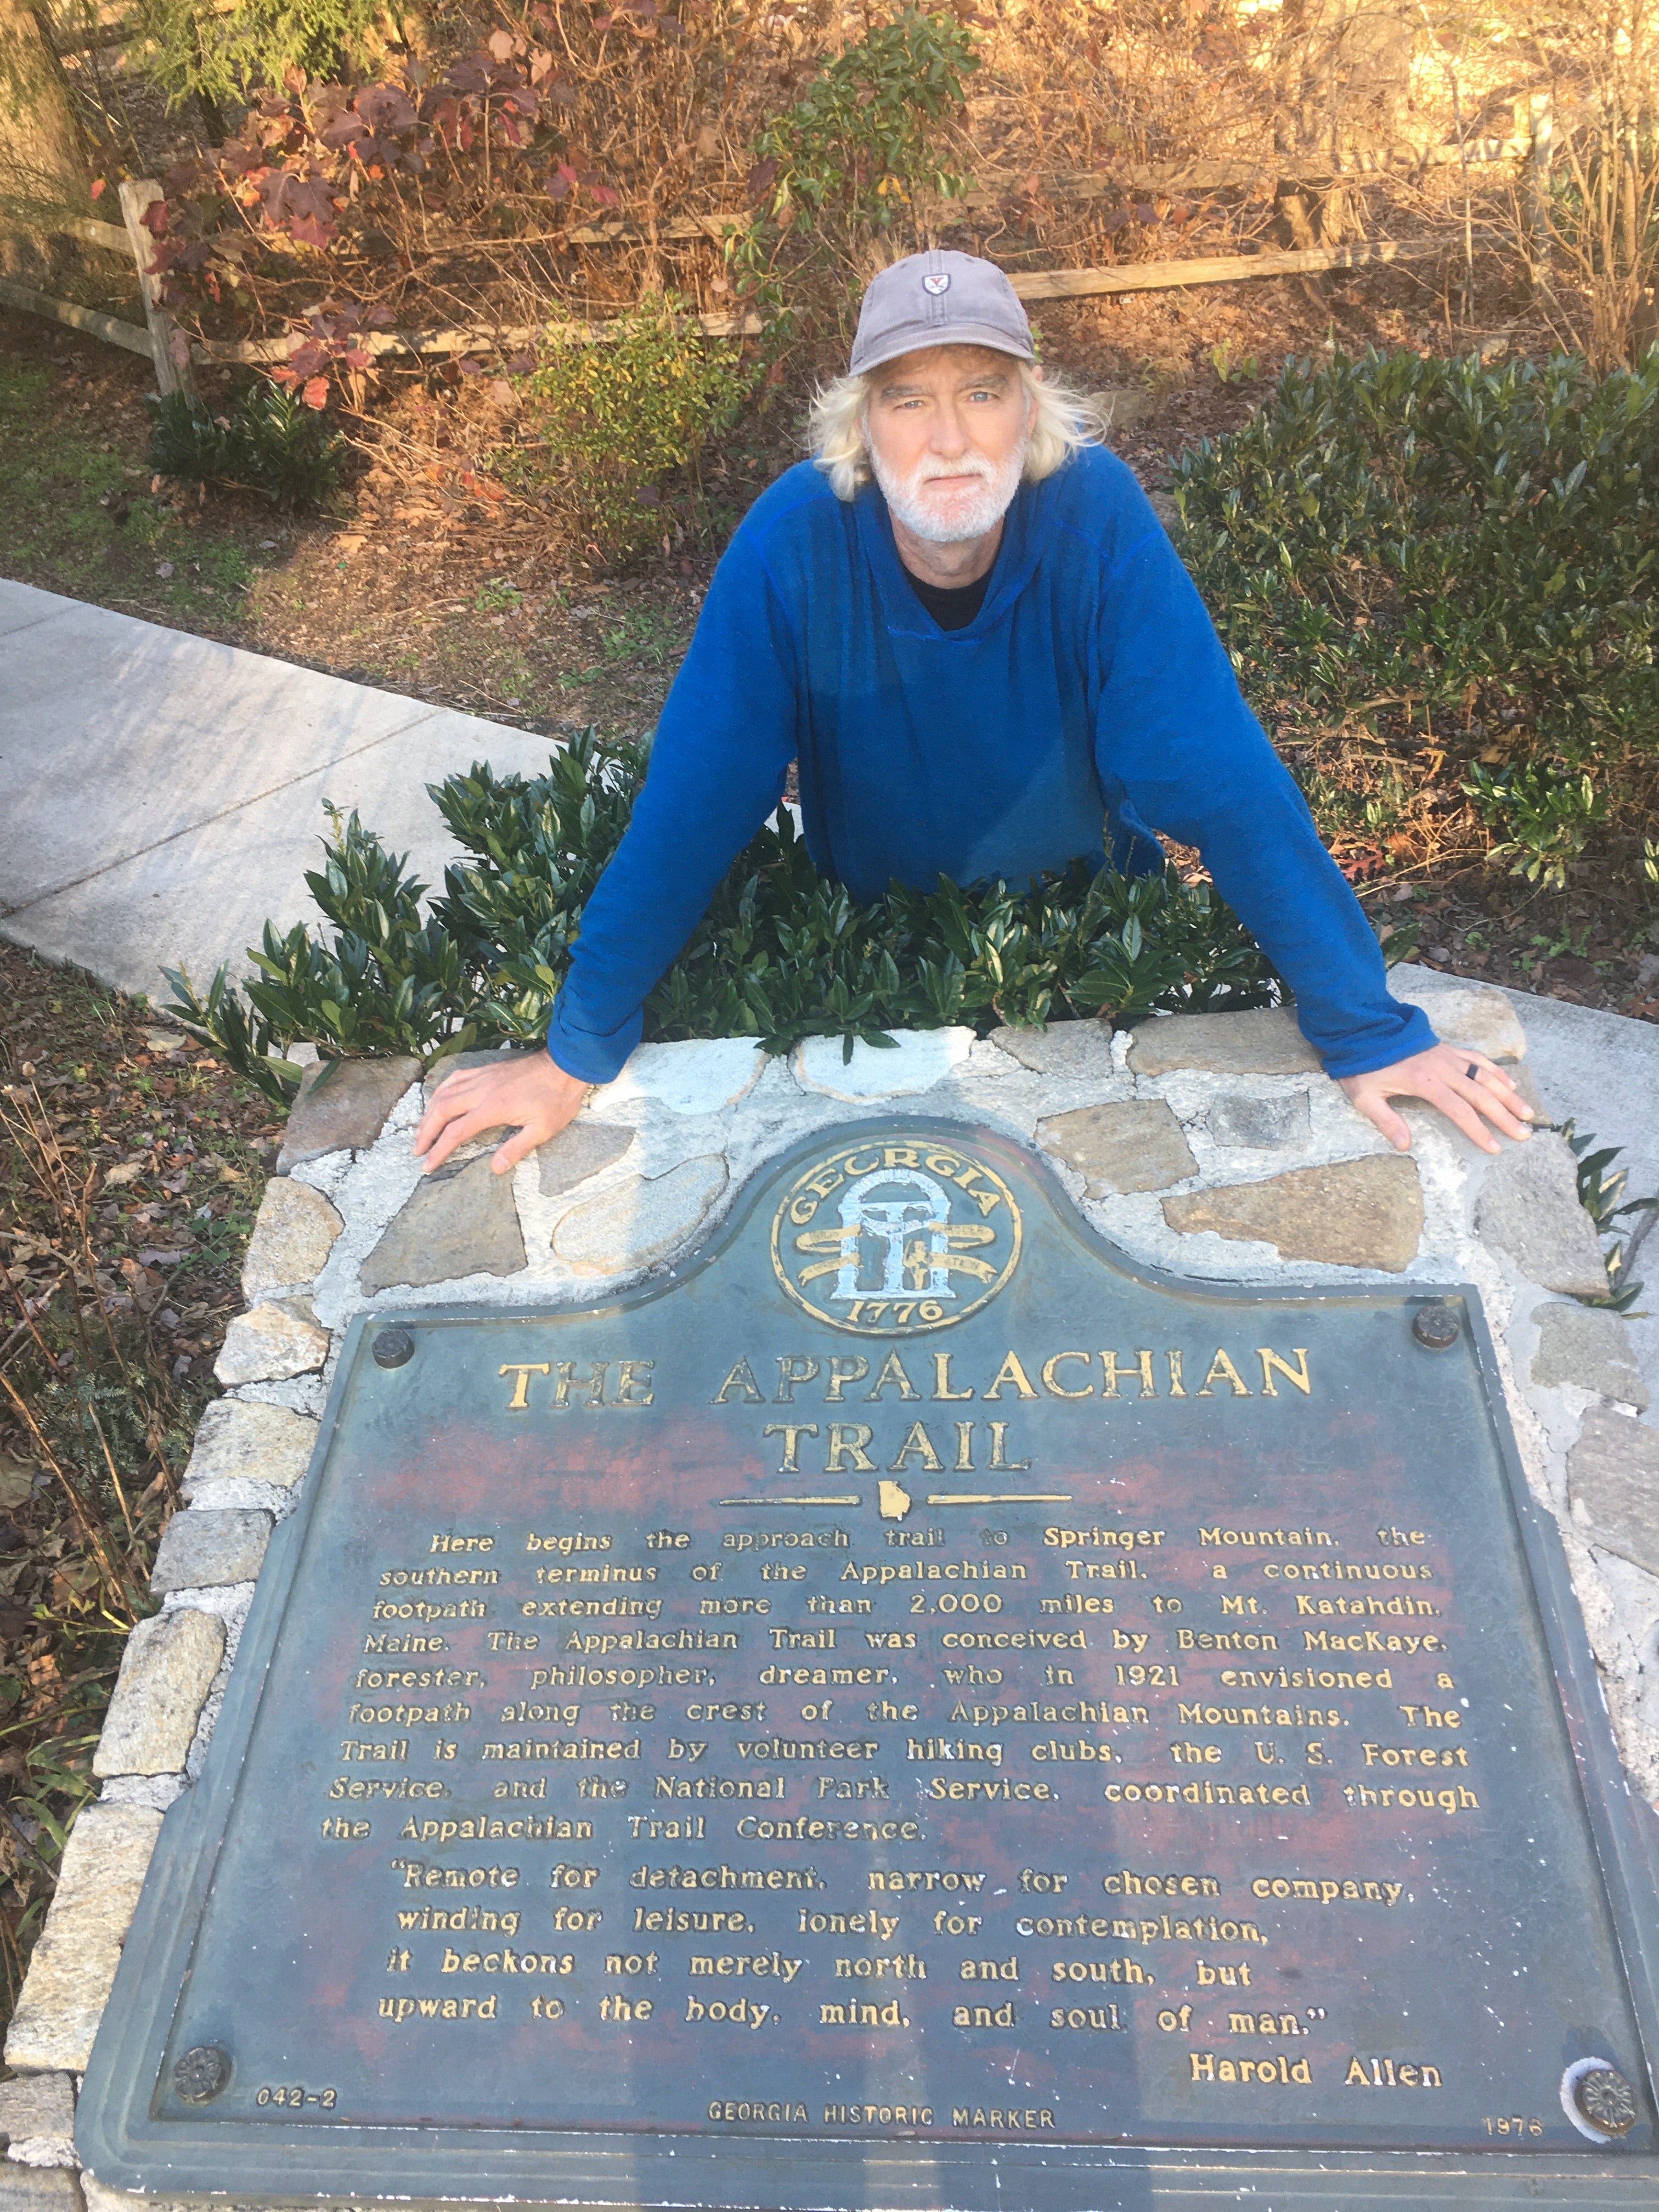 GEORGIA
1776
THE APPALACHIAN
TRAIL
Here begins the approach trail to Springer Mountain, the
southern terminus of the Appalachian Trail, a continuous
footpath extending more than 2,000 miles to Mt. Katahdin,
Maine. The Appalachian Trail was conceived by Benton MacKaye,
forester, philosopher, dreamer, who in 1921 envisioned a
footpath along the crest of the Appalachian Mountains. The
Trail is maintained by volunteer hiking clubs, the U. S. Forest
Service, and the National Park Service, coordinated through
the Appalachian Trail Conference.
"Remote for detachment, narrow for chosen company,
winding for leisure, lonely for contemplation,
it beckons not merely north and south, but
upward to the body, mind, and soul of man."
Harold Allen
042-2 GEORGIA HISTORIC MARKER 1976